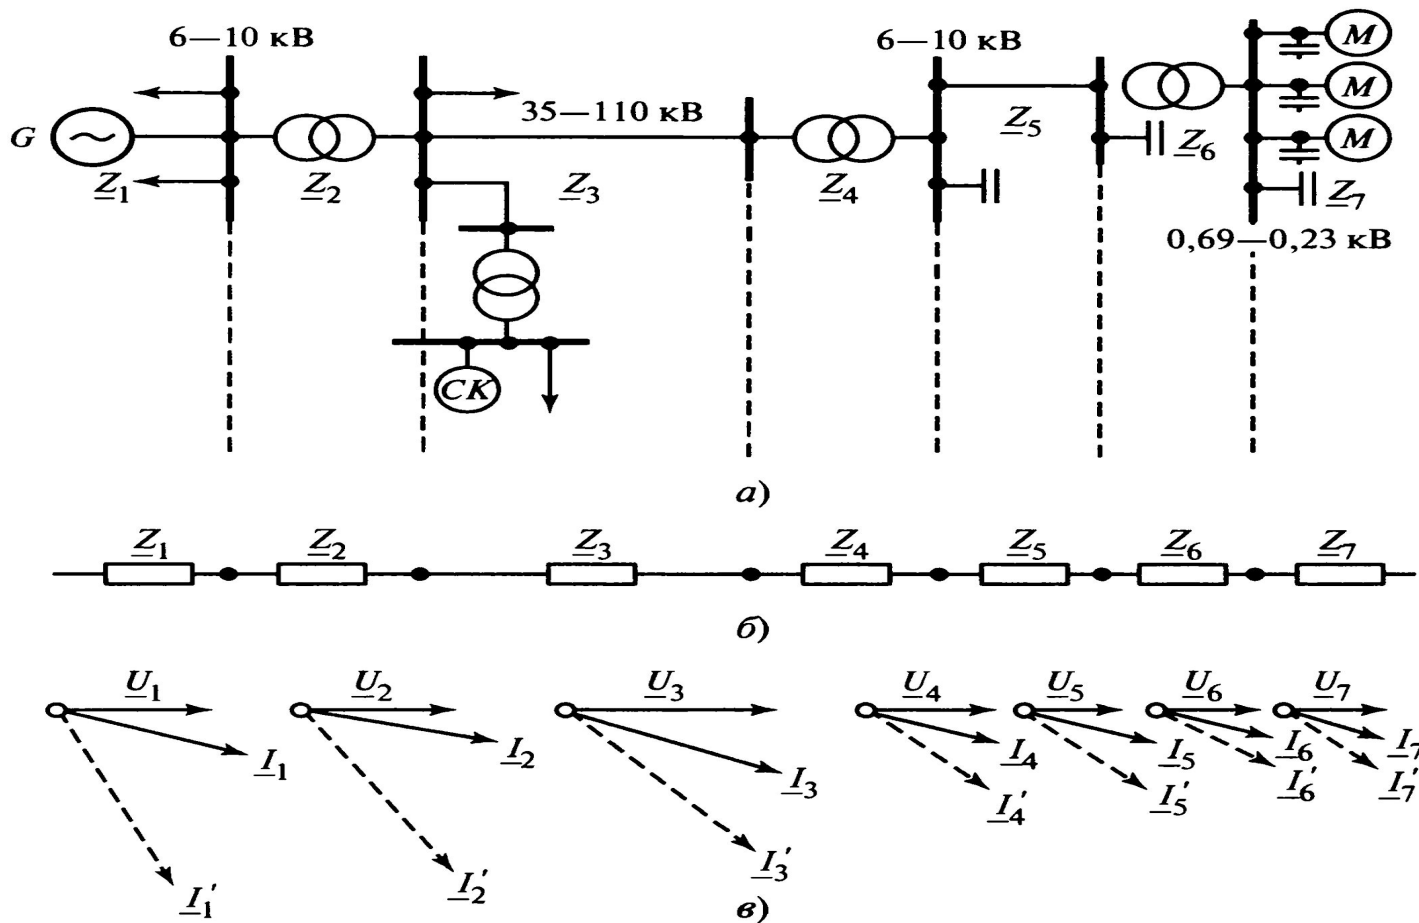 6—10 кВ
6—10 кВ
M
35—110 кВ
M
G
Z5
M
Z1
Z2
Z3
Z4
Z6
Z7
0,69—0,23 кВ
СК
а)
Z1 Z2 Z3 Z4 Z5 Z6 Z7
б)
U1 U2 U3 U4 U5 U6 U7
I1 I2 I3 I4 I5 I6 I7
I1′ I2′ I3′ I4′ I5′ I6′ I7′
в)